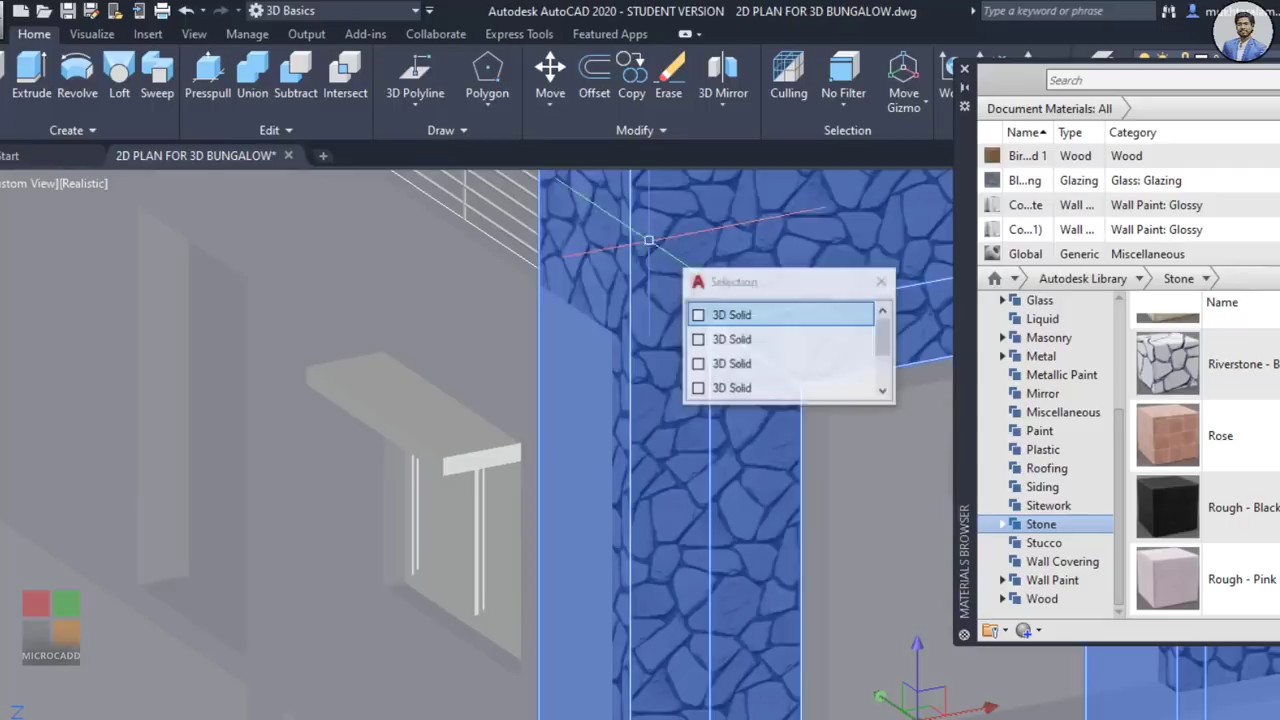 3D Basics
Autodesk AutoCAD 2020 - STUDENT VERSION 2D PLAN FOR 3D BUNGALOW.dwg
Type a keyword or phrase
Home Visualize Insert View Manage Output Add-ins Collaborate Express Tools Featured Apps
Extrude Revolve Loft Sweep Presspull Union Subtract Intersect 3D Polyline Polygon Move Offset Copy Erase 3D Mirror Culling No Filter Move
Gizmo
Create Edit Draw Modify Selection
Search
Document Materials: All
Start
2D PLAN FOR 3D BUNGALOW*
Name Type Category
Bir...d 1 Wood Wood
Bl...ng Glazing Glass: Glazing
Co...te Wall ... Wall Paint: Glossy
Co...1) Wall ... Wall Paint: Glossy
Global Generic Miscellaneous
Autodesk Library Stone
Custom View][Realistic]
Selection
3D Solid
3D Solid
3D Solid
3D Solid
Glass
Liquid
Masonry
Metal
Metallic Paint
Mirror
Miscellaneous
Paint
Plastic
Roofing
Siding
Sitework
Stone
Stucco
Wall Covering
Wall Paint
Wood
Name
Riverstone - B
Rose
Rough - Black
Rough - Pink
MATERIALS BROWSER
MICROCADD
Z